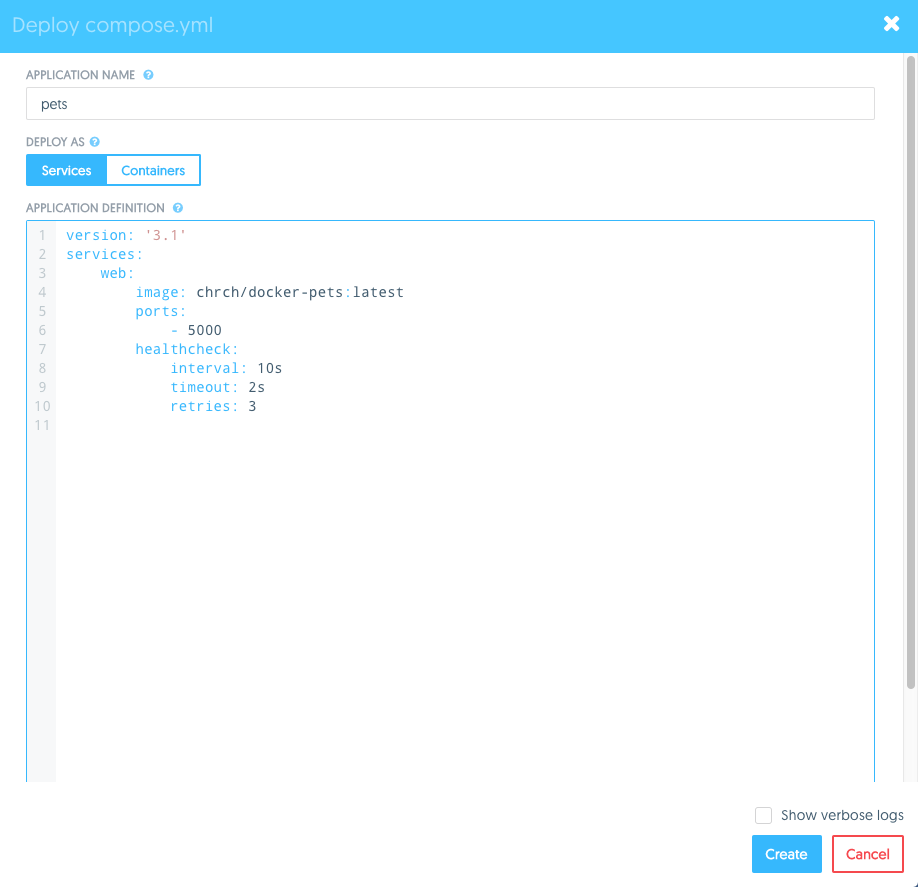 Deploy compose.yml
APPLICATION NAME
pets
DEPLOY AS
Services Containers
APPLICATION DEFINITION
1 version: '3.1'
2 services:
3     web:
4         image: chrch/docker-pets:latest
5         ports:
6             - 5000
7         healthcheck:
8             interval: 10s
9             timeout: 2s
10             retries: 3
11
Show verbose logs
Create Cancel